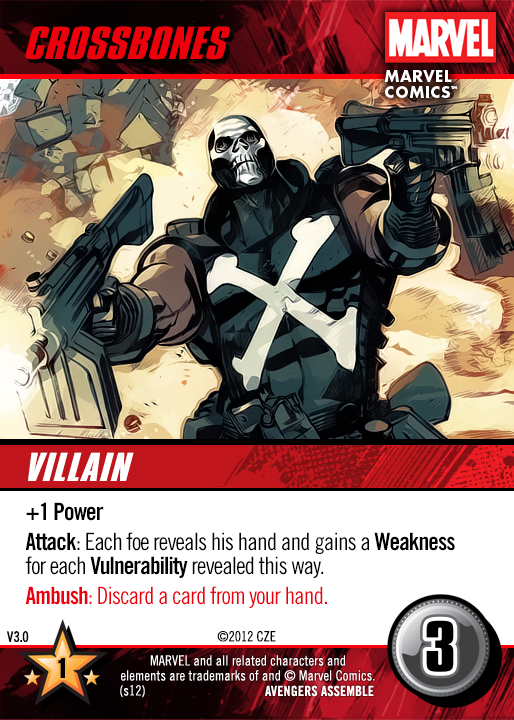 CROSSBONES
MARVEL
MARVEL
COMICS™
VILLAIN
+1 Power
Attack: Each foe reveals his hand and gains a Weakness
for each Vulnerability revealed this way.
Ambush: Discard a card from your hand.
V3.0
©2012 CZE
1
3
MARVEL and all related characters and
elements are trademarks of and © Marvel Comics.
(s12)
AVENGERS ASSEMBLE